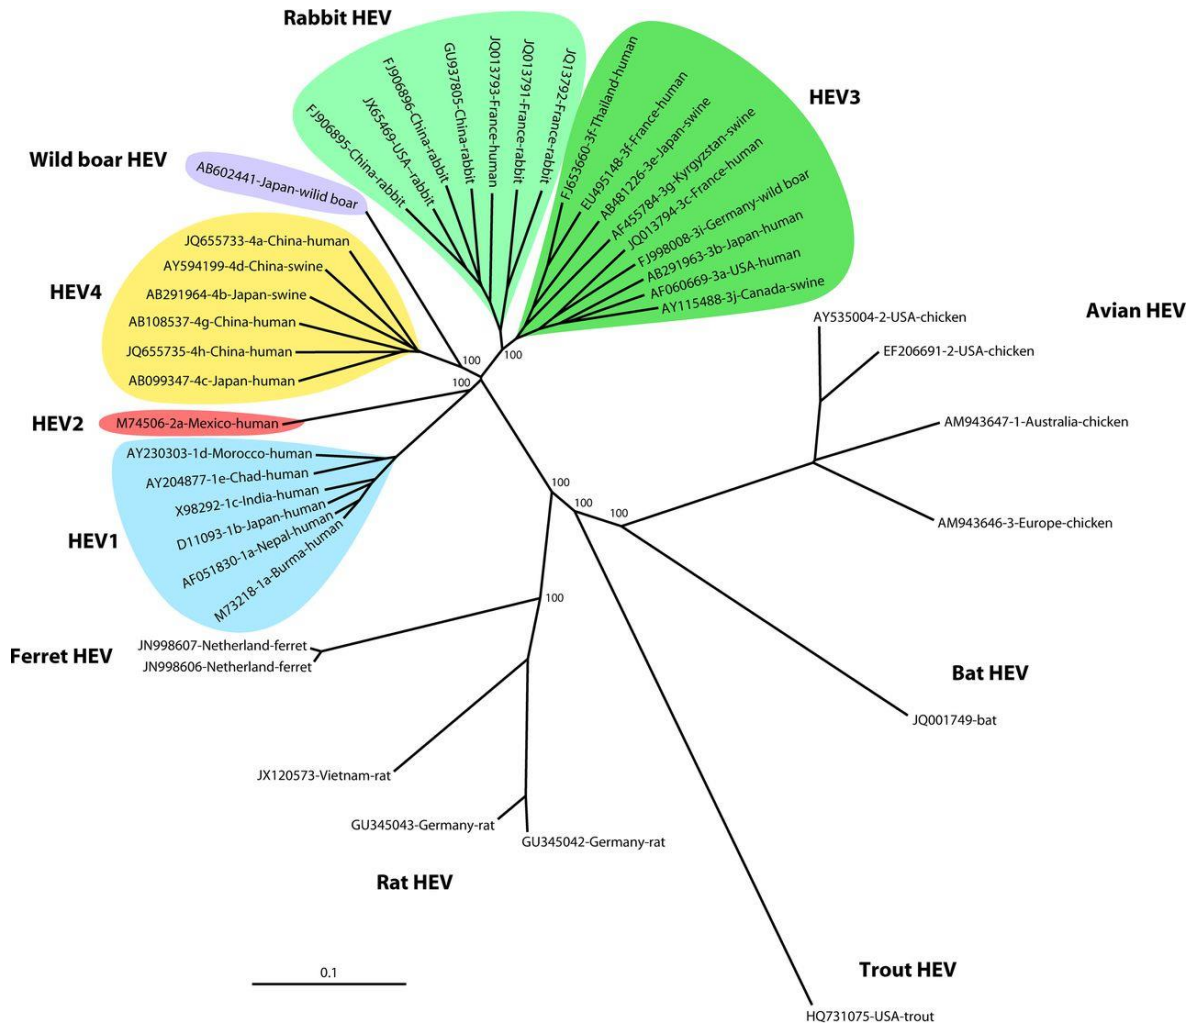 Rabbit HEV
FJ906895-China-rabbit
JX65469-USA-rabbit
FJ906896-China-rabbit
GU937805-China-rabbit
JQ013793-France-human
JQ013791-France-rabbit
JQ13792-France-rabbit
HEV3
FJ653660-3f-Thailand-human
EU495148-3f-France-human
AB481226-3e-Japan-swine
AF455784-3g-Kyrgyzstan-swine
JQ013794-3c-France-human
FJ998008-3i-Germany-wild boar
AB291963-3b-Japan-human
AF060669-3a-USA-human
AY115488-3j-Canada-swine
Wild boar HEV
AB602441-Japan-wilid boar
HEV4
JQ655733-4a-China-human
AY594199-4d-China-swine
AB291964-4b-Japan-swine
AB108537-4g-China-human
JQ655735-4h-China-human
AB099347-4c-Japan-human
100
100
100
HEV2
M74506-2a-Mexico-human
HEV1
AY230303-1d-Morocco-human
AY204877-1e-Chad-human
X98292-1c-India-human
D11093-1b-Japan-human
AF051830-1a-Nepal-human
M73218-1a-Burma-human
Avian HEV
AY535004-2-USA-chicken
EF206691-2-USA-chicken
AM943647-1-Australia-chicken
AM943646-3-Europe-chicken
100
100
100
100
Ferret HEV
JN998607-Netherland-ferret
JN998606-Netherland-ferret
Bat HEV
JQ001749-bat
JX120573-Vietnam-rat
GU345043-Germany-rat
GU345042-Germany-rat
Rat HEV
Trout HEV
HQ731075-USA-trout
0.1